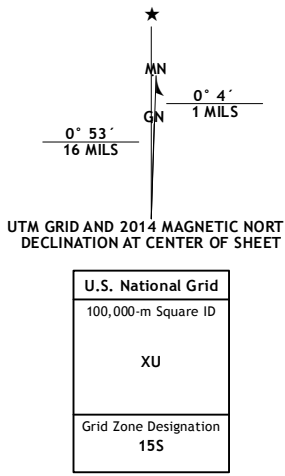 ★
MN
0° 4´
1 MILS
GN
0° 53´
16 MILS
UTM GRID AND 2014 MAGNETIC NORT
DECLINATION AT CENTER OF SHEET
U.S. National Grid
100,000-m Square ID
XU
Grid Zone Designation
15S